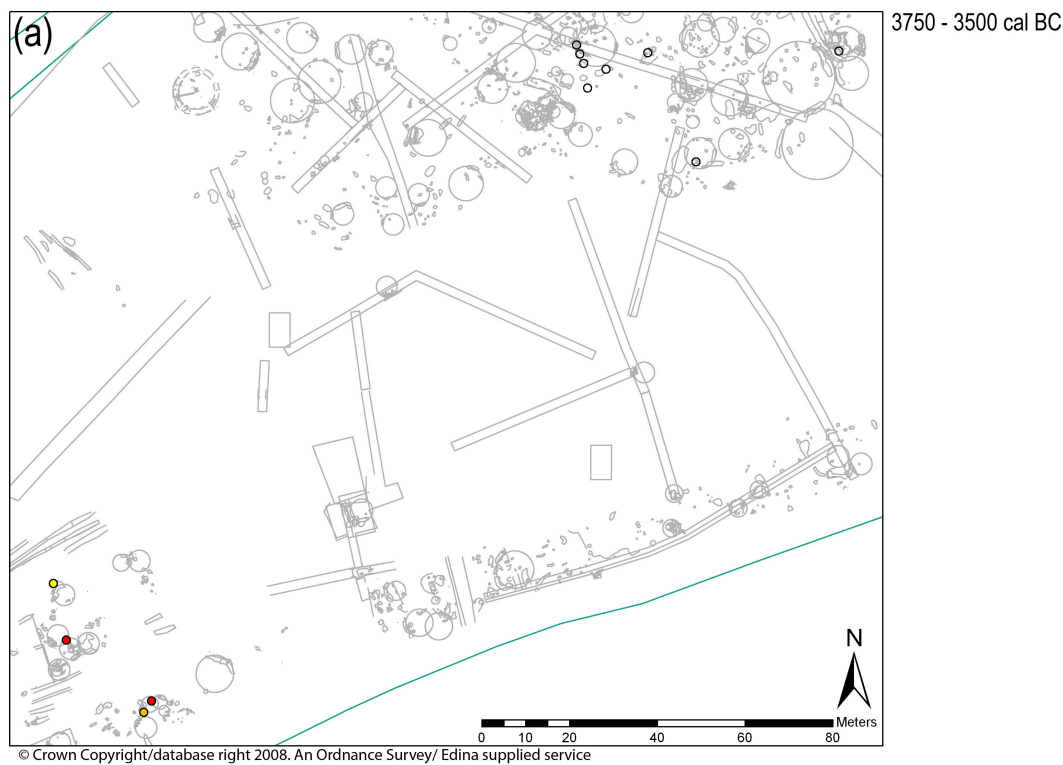 (a)
3750 - 3500 cal BC
N
Meters
0 10 20 40 60 80
© Crown Copyright/database right 2008. An Ordnance Survey/ Edina supplied service